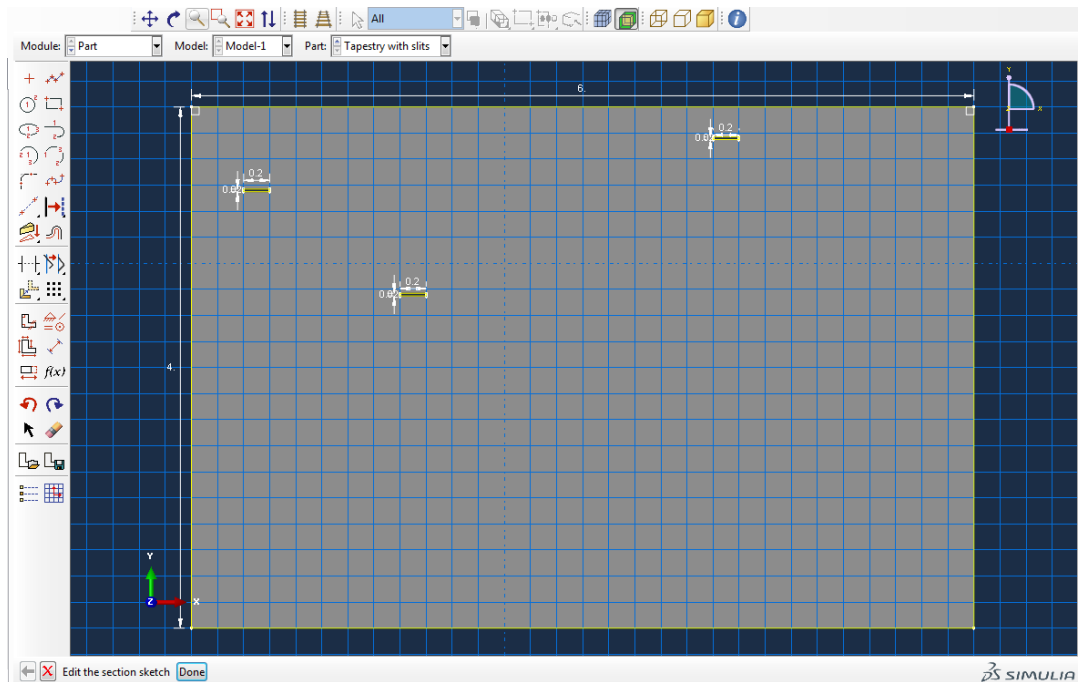 All
Module: Part Model: Model-1 Part: Tapestry with slits
6.
0.2
0.02
0.2
0.02
0.2
0.02
4.
Y
X
Y
Z X
f(x)
Edit the section sketch Done
SIMULIA